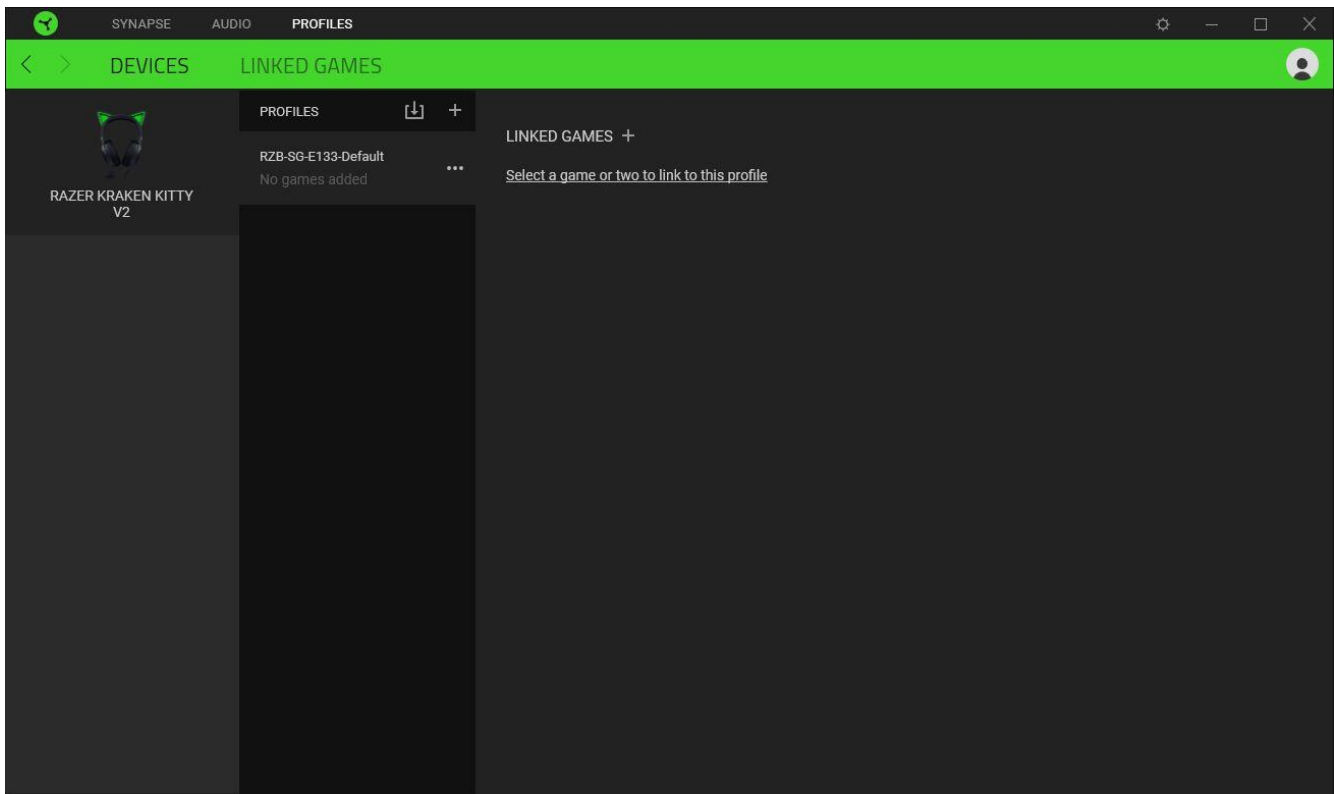 SYNAPSE AUDIO PROFILES
DEVICES LINKED GAMES
RAZER KRAKEN KITTY
V2
PROFILES
RZB-SG-E133-Default
No games added
LINKED GAMES
Select a game or two to link to this profile